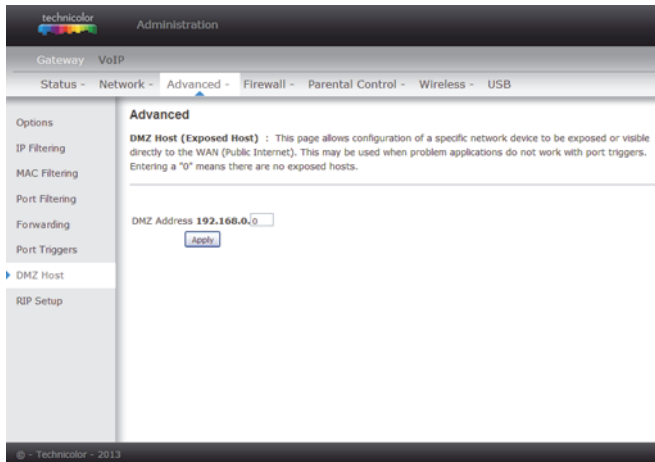 technicolor
Administration
Gateway VoIP
Status - Network - Advanced - Firewall - Parental Control - Wireless - USB
Options
IP Filtering
MAC Filtering
Port Filtering
Forwarding
Port Triggers
DMZ Host
RIP Setup
Advanced
DMZ Host (Exposed Host) : This page allows configuration of a specific network device to be exposed or visible
directly to the WAN (Public Internet). This may be used when problem applications do not work with port triggers.
Entering a "0" means there are no exposed hosts.
DMZ Address 192.168.0.0
Apply
© - Technicolor - 2013